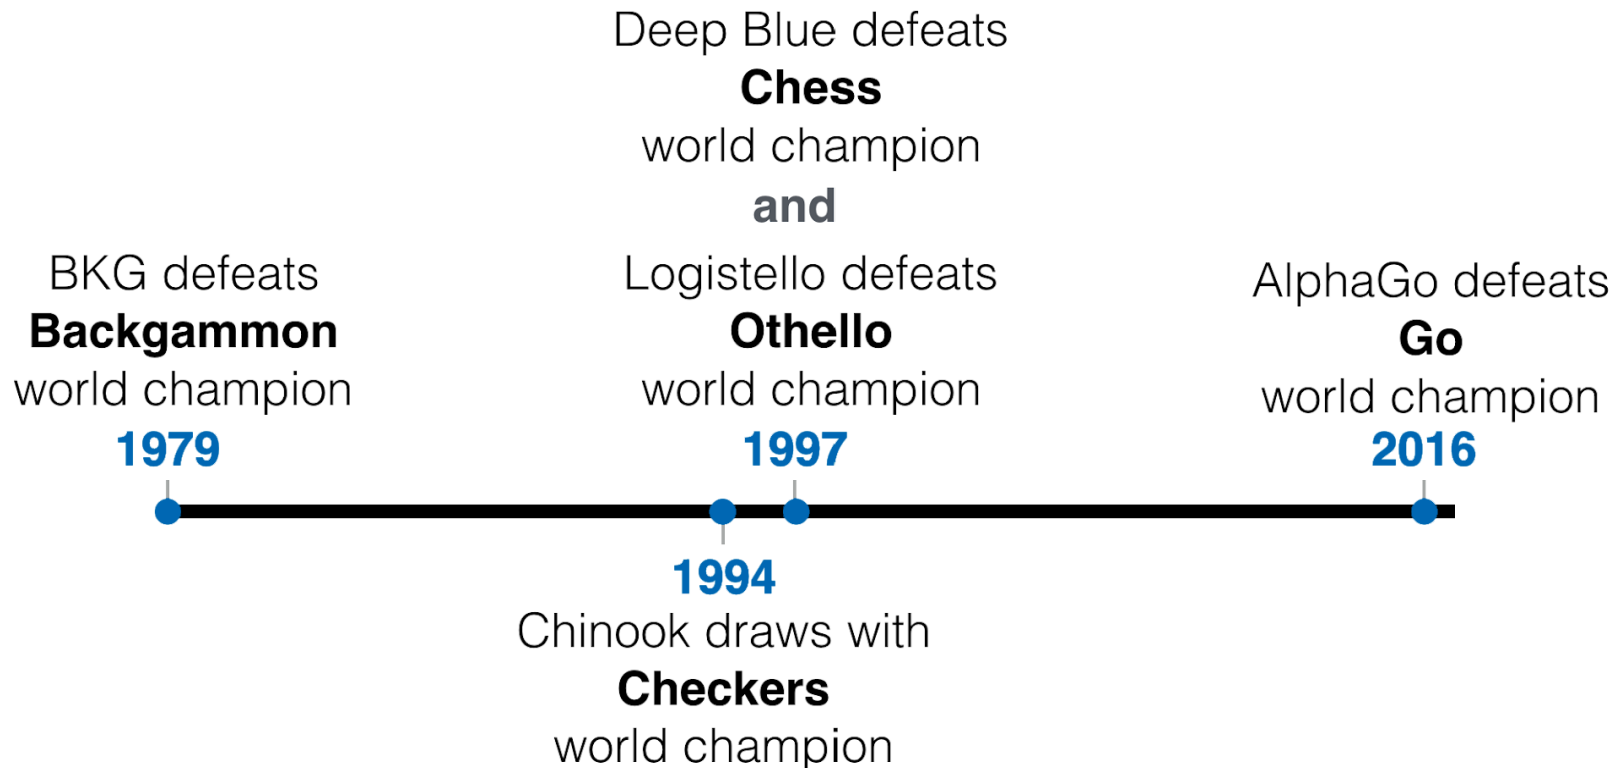 BKG defeats
Backgammon
world champion
1979
Chinook draws with
Checkers
world champion
1994
Deep Blue defeats
Chess
world champion
and
Logistello defeats
Othello
world champion
1997
AlphaGo defeats
Go
world champion
2016